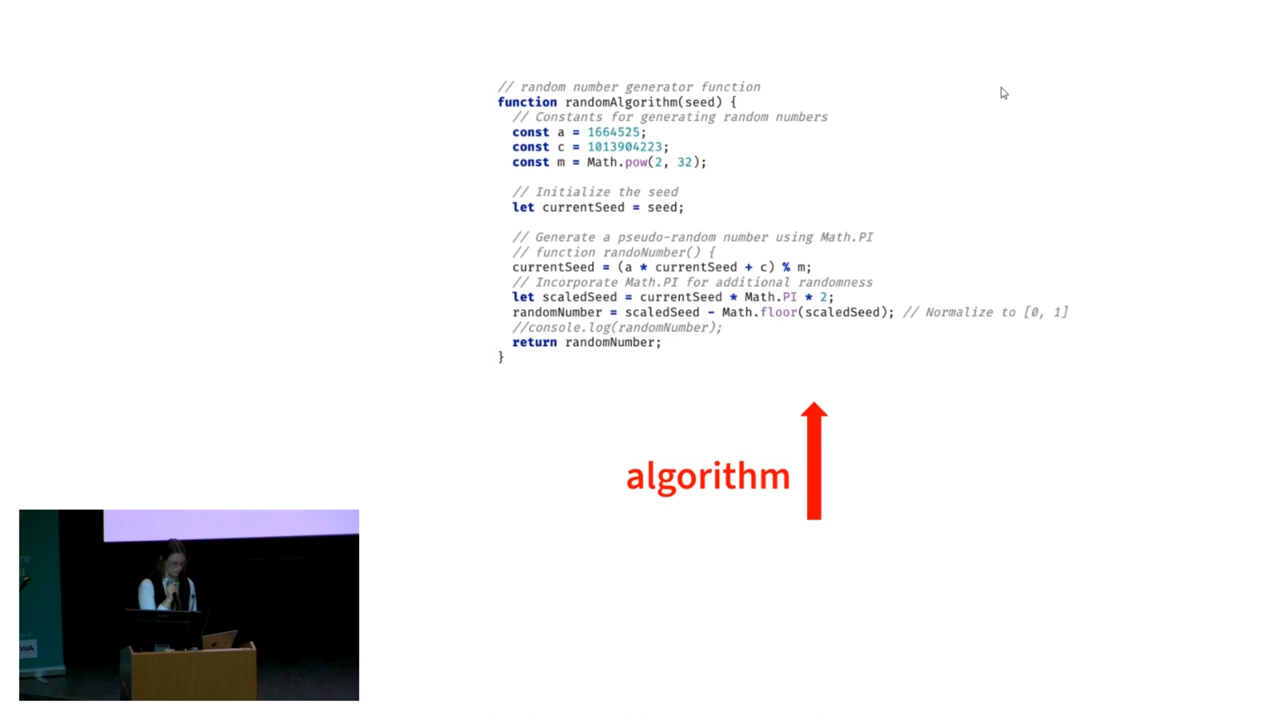 // random number generator function
function randomAlgorithm(seed) {
// Constants for generating random numbers
const a = 1664525;
const c = 1013904223;
const m = Math.pow(2, 32);
// Initialize the seed
let currentSeed = seed;
// Generate a pseudo-random number using Math.PI
// function randoNumber() {
currentSeed = (a * currentSeed + c) % m;
// Incorporate Math.PI for additional randomness
let scaledSeed = currentSeed * Math.PI * 2;
randomNumber = scaledSeed - Math.floor(scaledSeed); // Normalize to [0, 1]
//console.log(randomNumber);
return randomNumber;
}
algorithm